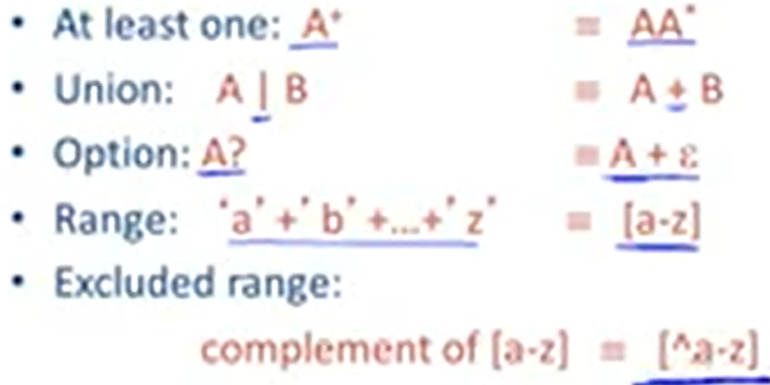 • At least one: A⁺ ≡ AA*
• Union: A | B ≡ A + B
• Option: A? ≡ A + ε
• Range: 'a'+'b'+...+'z' ≡ [a-z]
• Excluded range:
complement of [a-z] ≡ [^a-z]